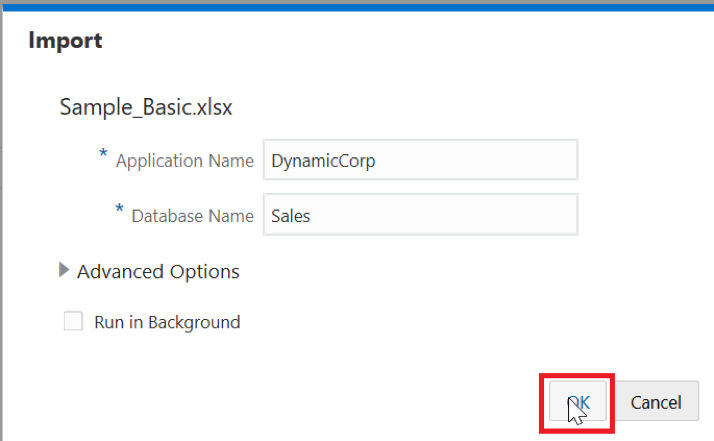 Import
Sample_Basic.xlsx
* Application Name DynamicCorp
* Database Name Sales
Advanced Options
Run in Background
OK Cancel